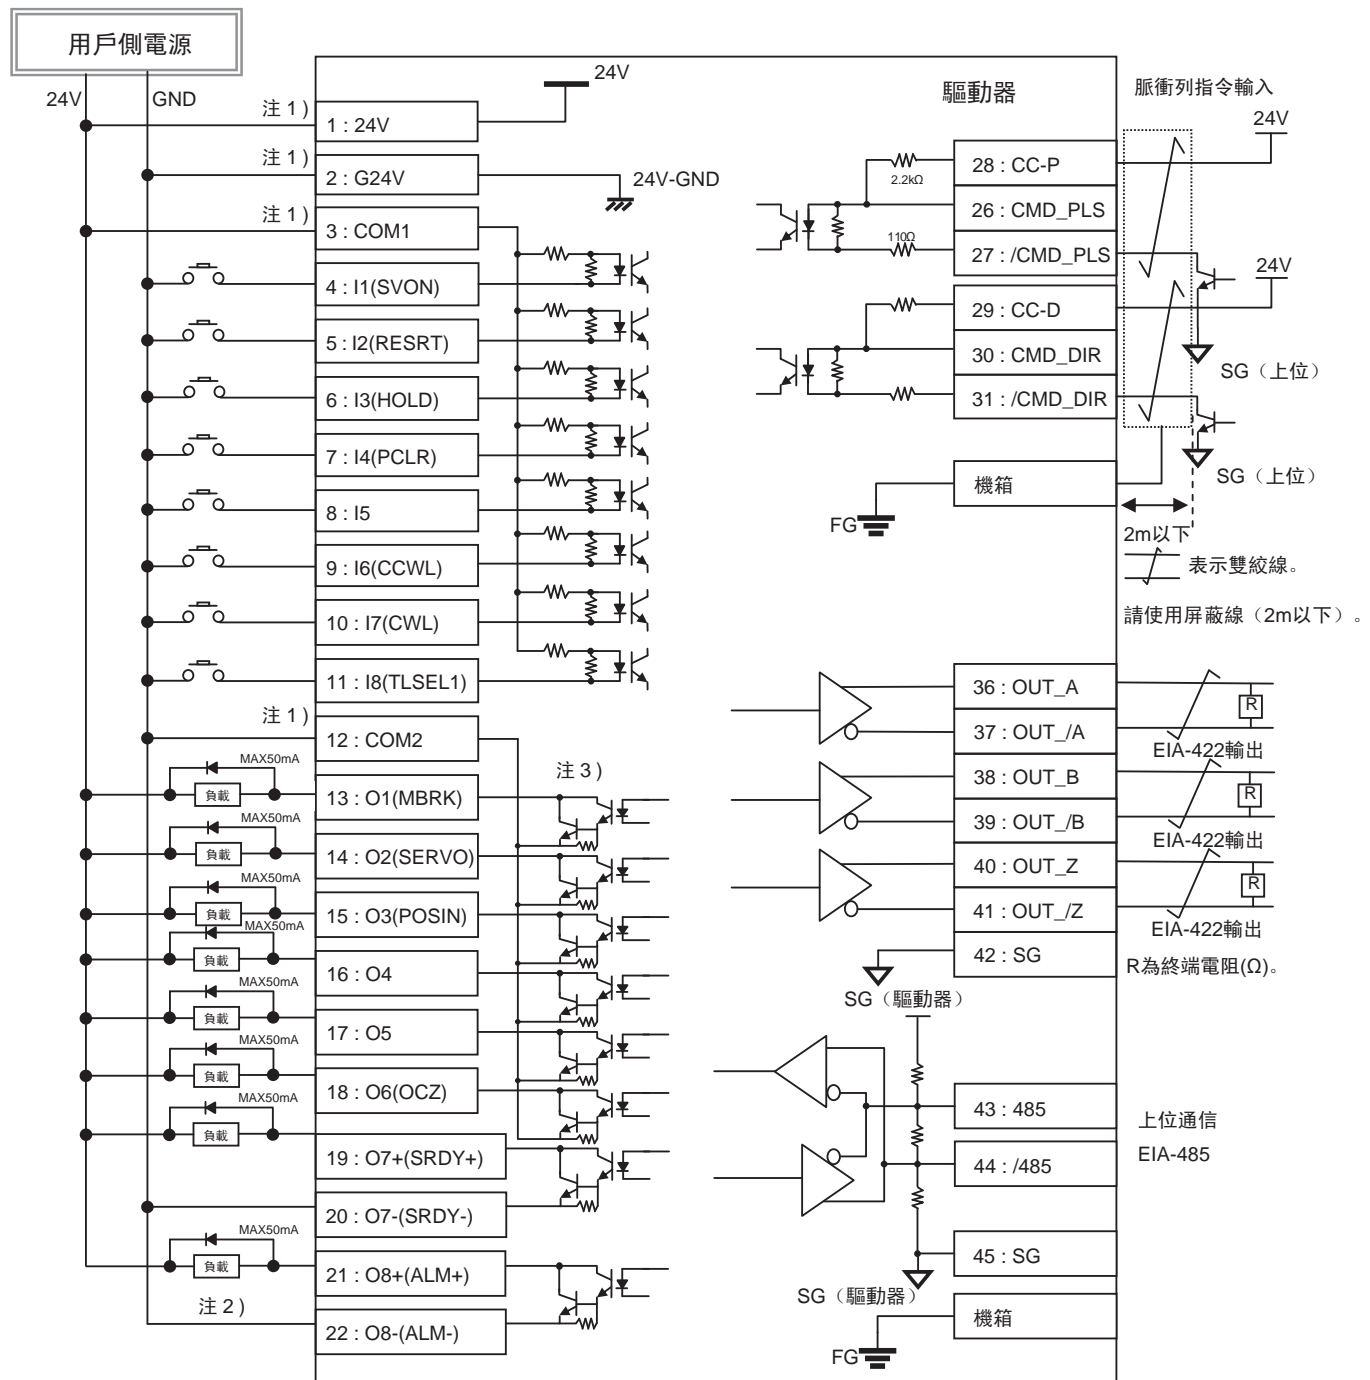 用戶側電源
24V
GND
注 1 )
1 : 24V
24V
注 1 )
2 : G24V
24V-GND
注 1 )
3 : COM1
4 : I1(SVON)
5 : I2(RESRT)
6 : I3(HOLD)
7 : I4(PCLR)
8 : I5
9 : I6(CCWL)
10 : I7(CWL)
11 : I8(TLSEL1)
注 1 )
12 : COM2
注 3 )
MAX50mA
負載
13 : O1(MBRK)
MAX50mA
負載
14 : O2(SERVO)
MAX50mA
負載
15 : O3(POSIN)
MAX50mA
負載
16 : O4
MAX50mA
負載
17 : O5
MAX50mA
負載
18 : O6(OCZ)
MAX50mA
負載
19 : O7+(SRDY+)
20 : O7-(SRDY-)
MAX50mA
負載
21 : O8+(ALM+)
注 2 )
22 : O8-(ALM-)
驅動器
脈衝列指令輸入
24V
28 : CC-P
2.2kΩ
26 : CMD_PLS
110Ω
27 : /CMD_PLS
24V
29 : CC-D
30 : CMD_DIR
SG（上位）
31 : /CMD_DIR
SG（上位）
機箱
FG
2m以下
表示雙絞線。
請使用屏蔽線（2m以下）。
36 : OUT_A
R
37 : OUT_/A
EIA-422輸出
38 : OUT_B
R
39 : OUT_/B
EIA-422輸出
40 : OUT_Z
R
41 : OUT_/Z
EIA-422輸出
42 : SG
R為終端電阻(Ω)。
SG（驅動器）
43 : 485
上位通信
44 : /485
EIA-485
45 : SG
SG（驅動器）
機箱
FG